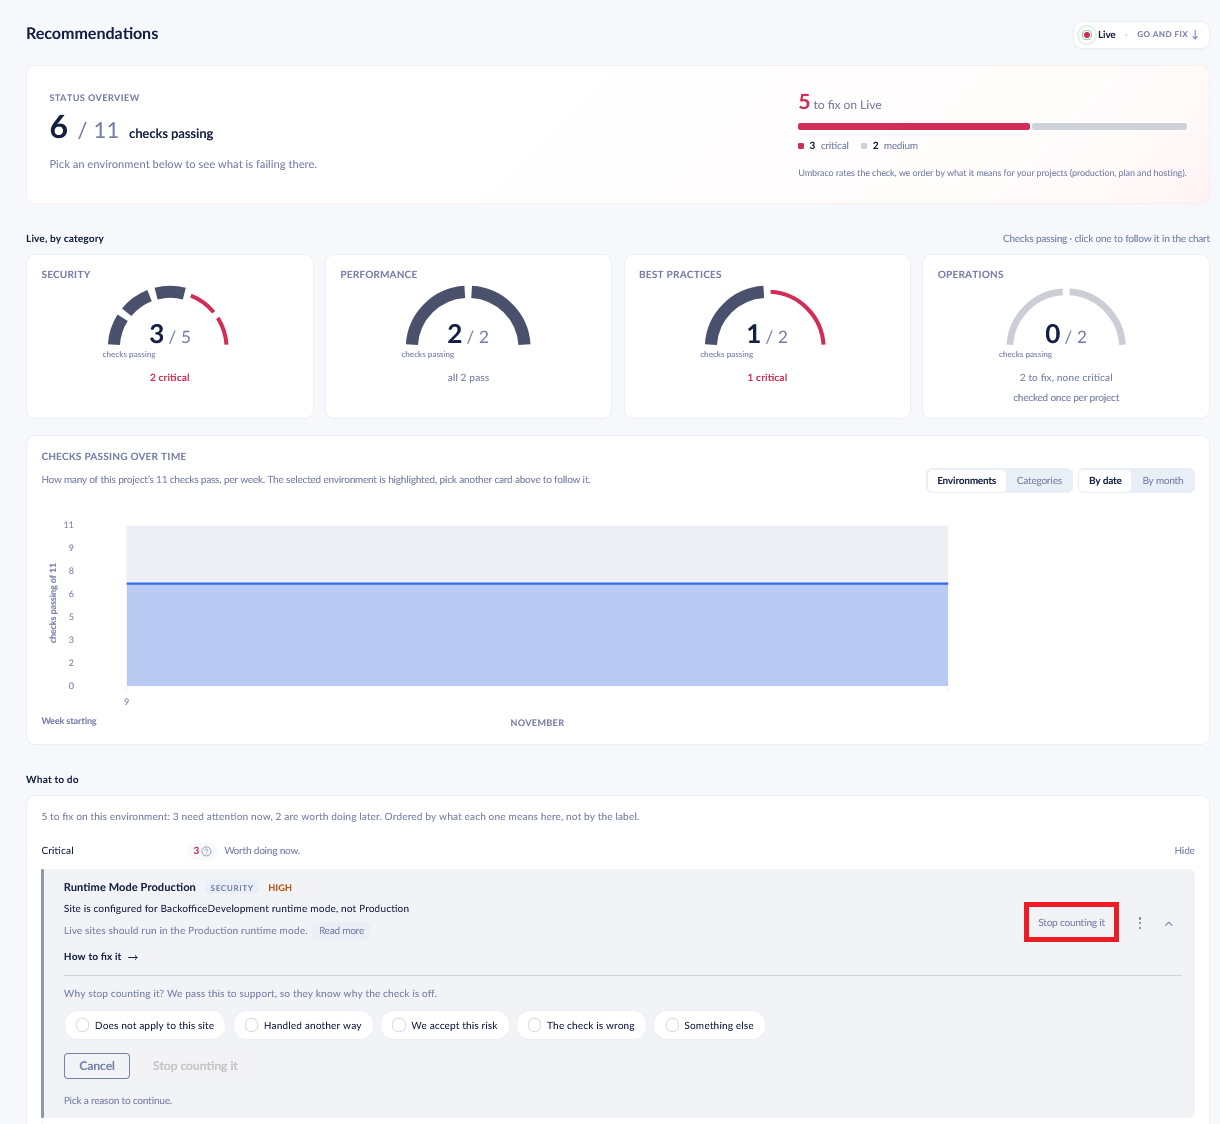 Recommendations
Live · GO AND FIX ↓
STATUS OVERVIEW
6 / 11 checks passing
Pick an environment below to see what is failing there.
5 to fix on Live
3 critical 2 medium
Umbraco rates the check, we order by what it means for your projects (production, plan and hosting).
Live, by category
Checks passing · click one to follow it in the chart
SECURITY
3 / 5
checks passing
2 critical
PERFORMANCE
2 / 2
checks passing
all 2 pass
BEST PRACTICES
1 / 2
checks passing
1 critical
OPERATIONS
0 / 2
checks passing
2 to fix, none critical
checked once per project
CHECKS PASSING OVER TIME
How many of this project's 11 checks pass, per week. The selected environment is highlighted, pick another card above to follow it.
Environments Categories By date By month
checks passing of 11
11
9
8
6
5
3
2
0
9
Week starting
NOVEMBER
What to do
5 to fix on this environment: 3 need attention now, 2 are worth doing later. Ordered by what each one means here, not by the label.
Critical 3 ? Worth doing now. Hide
Runtime Mode Production SECURITY HIGH
Site is configured for BackofficeDevelopment runtime mode, not Production
Live sites should run in the Production runtime mode. Read more
Stop counting it
How to fix it →
Why stop counting it? We pass this to support, so they know why the check is off.
Does not apply to this site Handled another way We accept this risk The check is wrong Something else
Cancel Stop counting it
Pick a reason to continue.